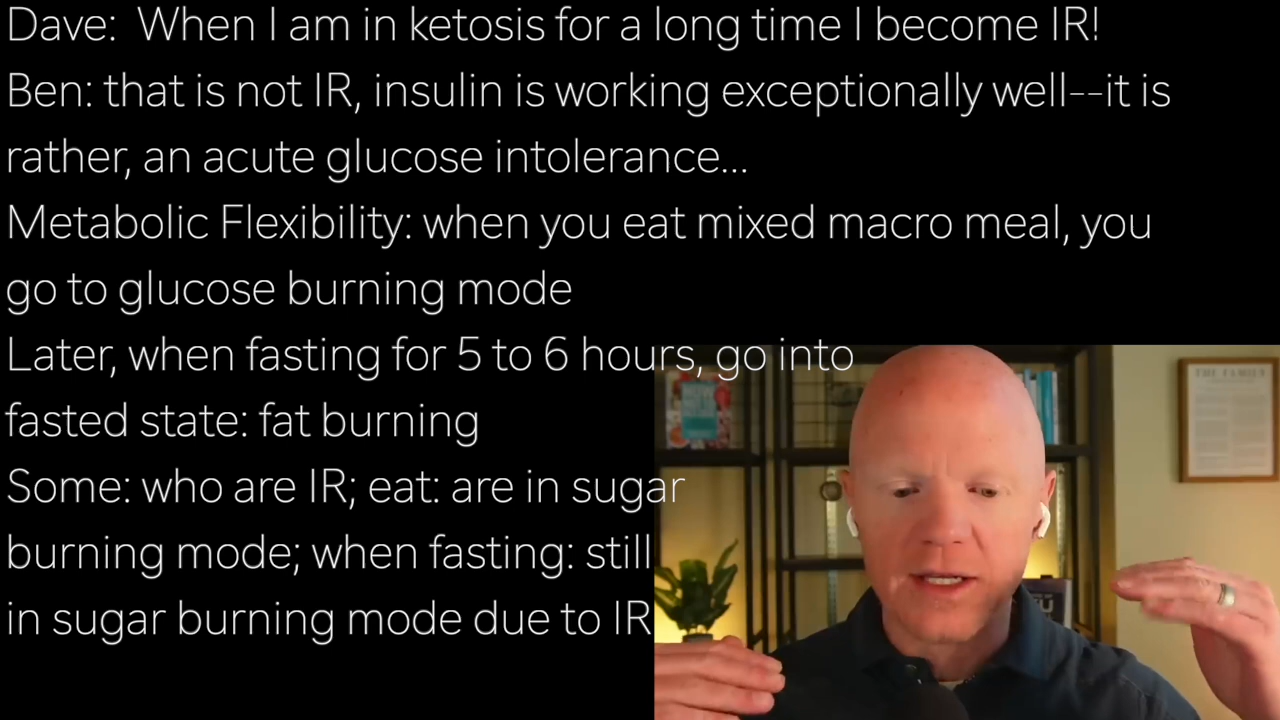 Dave:  When I am in ketosis for a long time I become IR!
Ben: that is not IR, insulin is working exceptionally well--it is
rather, an acute glucose intolerance...
Metabolic Flexibility: when you eat mixed macro meal, you
go to glucose burning mode
Later, when fasting for 5 to 6 hours, go into
fasted state: fat burning
Some: who are IR; eat: are in sugar
burning mode; when fasting: still
in sugar burning mode due to IR
THE FAMILY